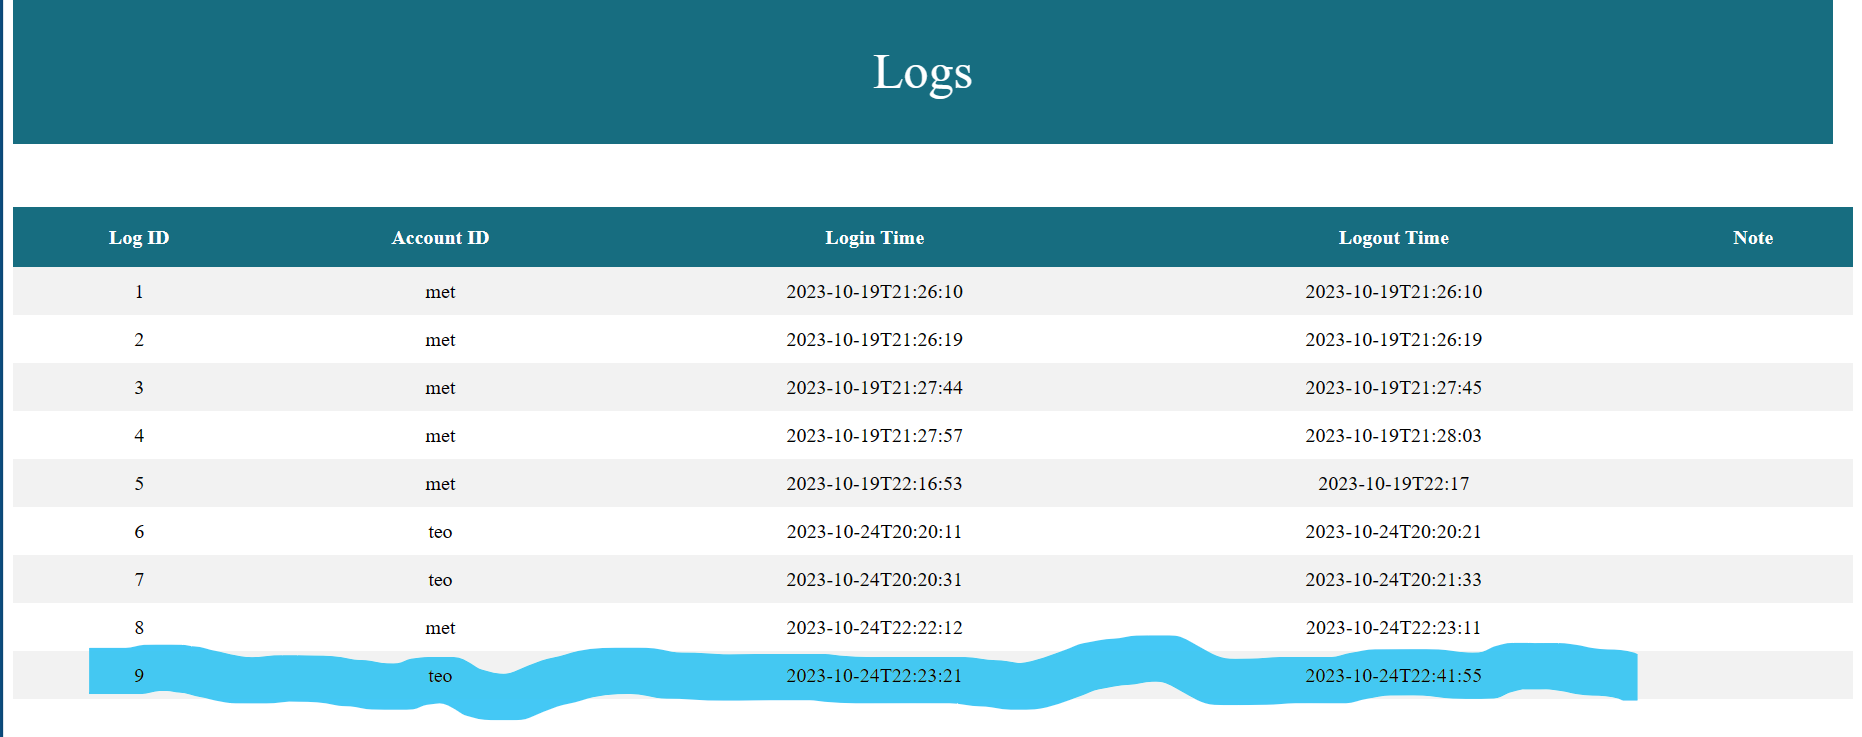 Logs
Log ID Account ID Login Time Logout Time Note
1 met 2023-10-19T21:26:10 2023-10-19T21:26:10
2 met 2023-10-19T21:26:19 2023-10-19T21:26:19
3 met 2023-10-19T21:27:44 2023-10-19T21:27:45
4 met 2023-10-19T21:27:57 2023-10-19T21:28:03
5 met 2023-10-19T22:16:53 2023-10-19T22:17
6 teo 2023-10-24T20:20:11 2023-10-24T20:20:21
7 teo 2023-10-24T20:20:31 2023-10-24T20:21:33
8 met 2023-10-24T22:22:12 2023-10-24T22:23:11
9 teo 2023-10-24T22:23:21 2023-10-24T22:41:55